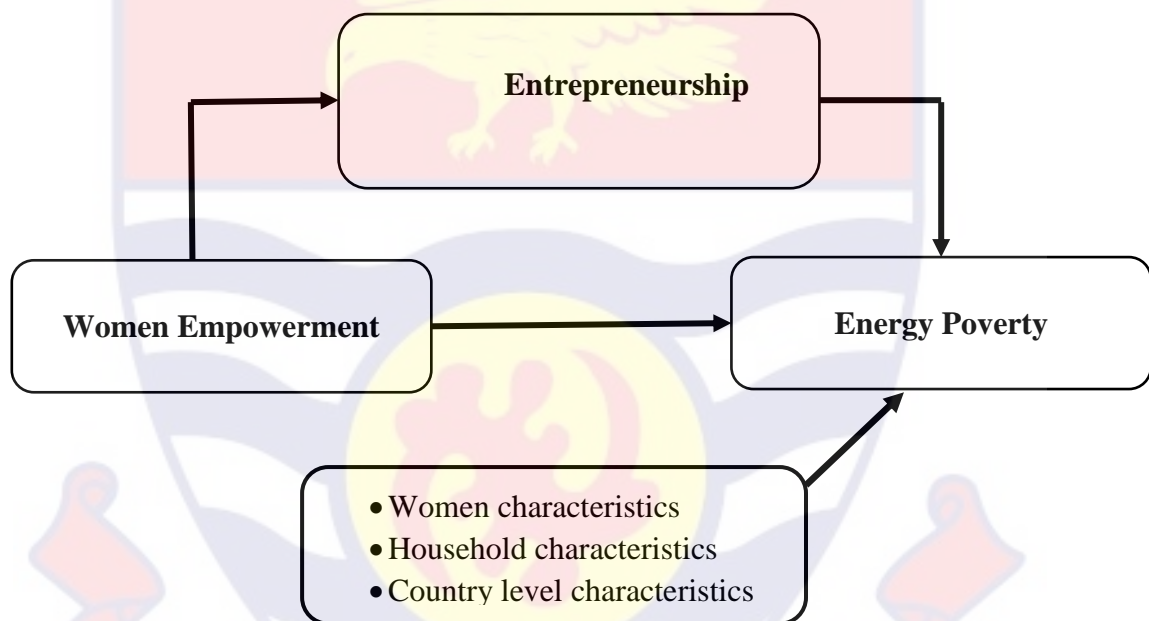 Entrepreneurship
Women Empowerment
Energy Poverty
• Women characteristics
• Household characteristics
• Country level characteristics